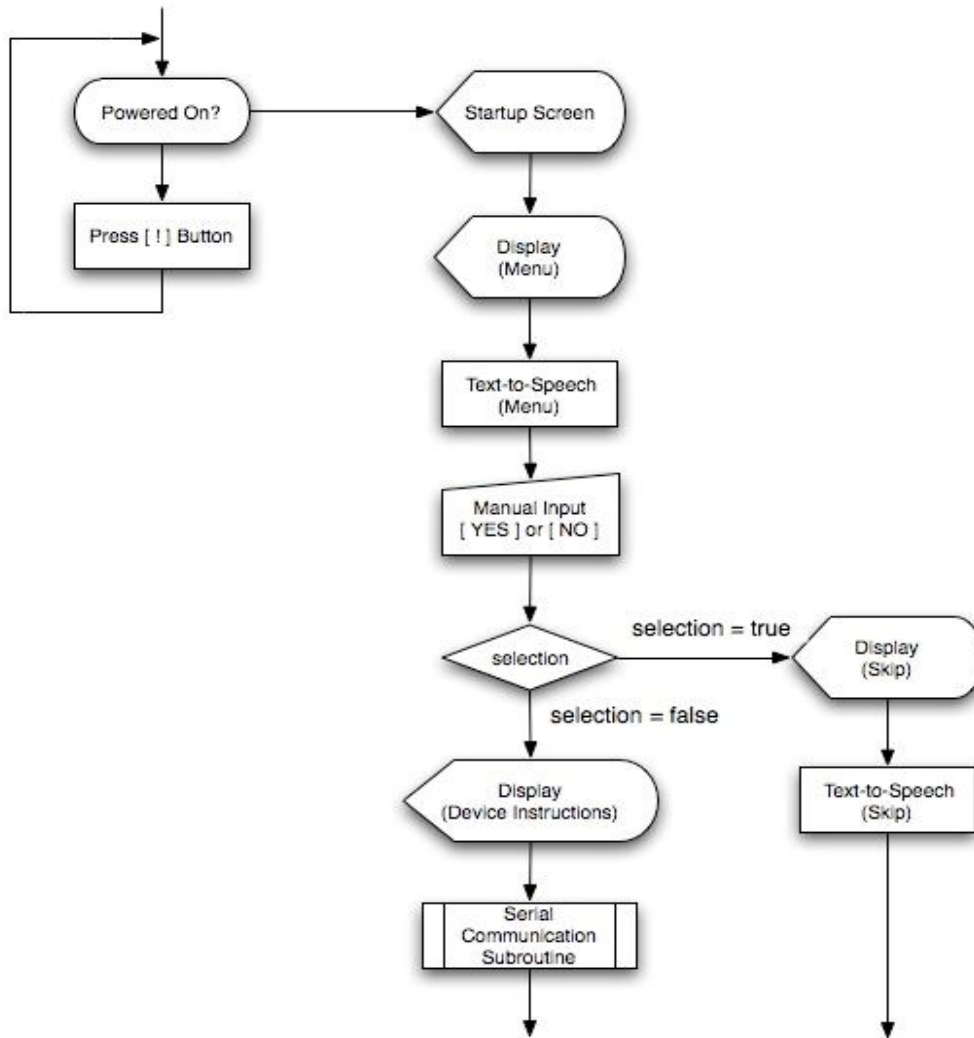 Powered On?
Startup Screen
Press [ ! ] Button
Display
(Menu)
Text-to-Speech
(Menu)
Manual Input
[ YES ] or [ NO ]
selection
selection = true
Display
(Skip)
selection = false
Display
(Device Instructions)
Text-to-Speech
(Skip)
Serial
Communication
Subroutine